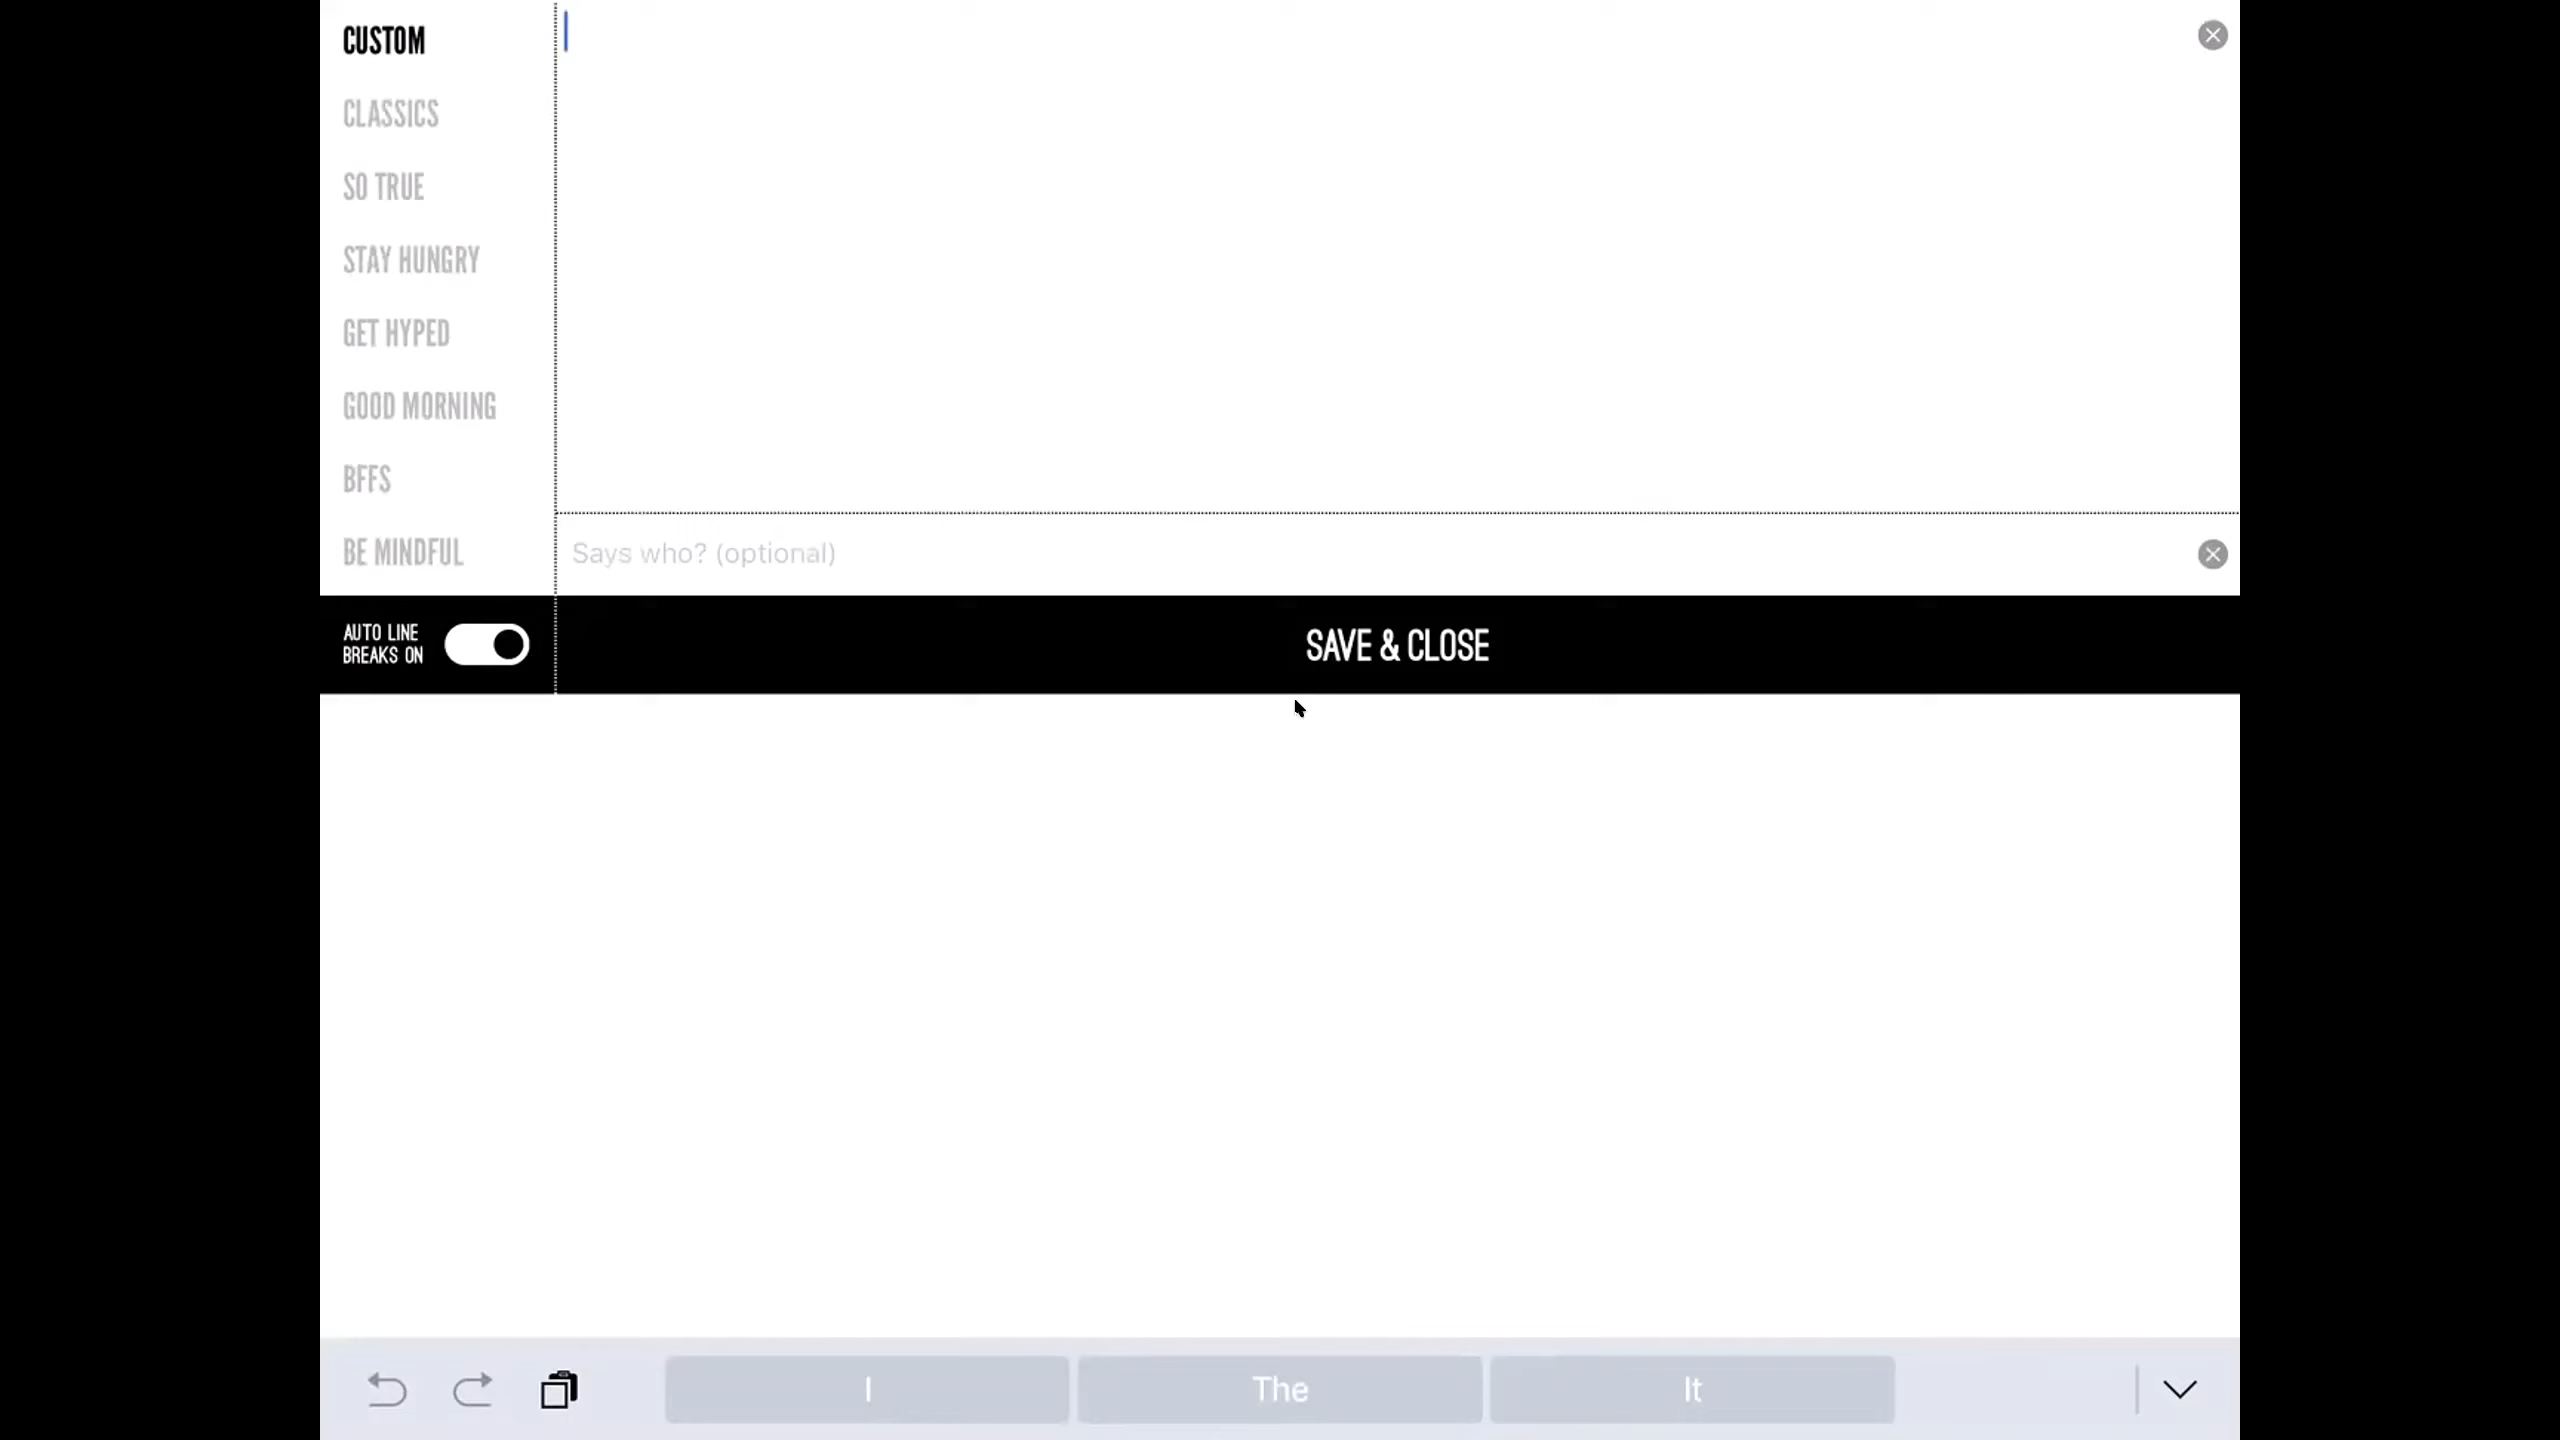 CUSTOM
CLASSICS
SO TRUE
STAY HUNGRY
GET HYPED
GOOD MORNING
BFFS
BE MINDFUL
Says who? (optional)
AUTO LINE
BREAKS ON
SAVE & CLOSE
I
The
It